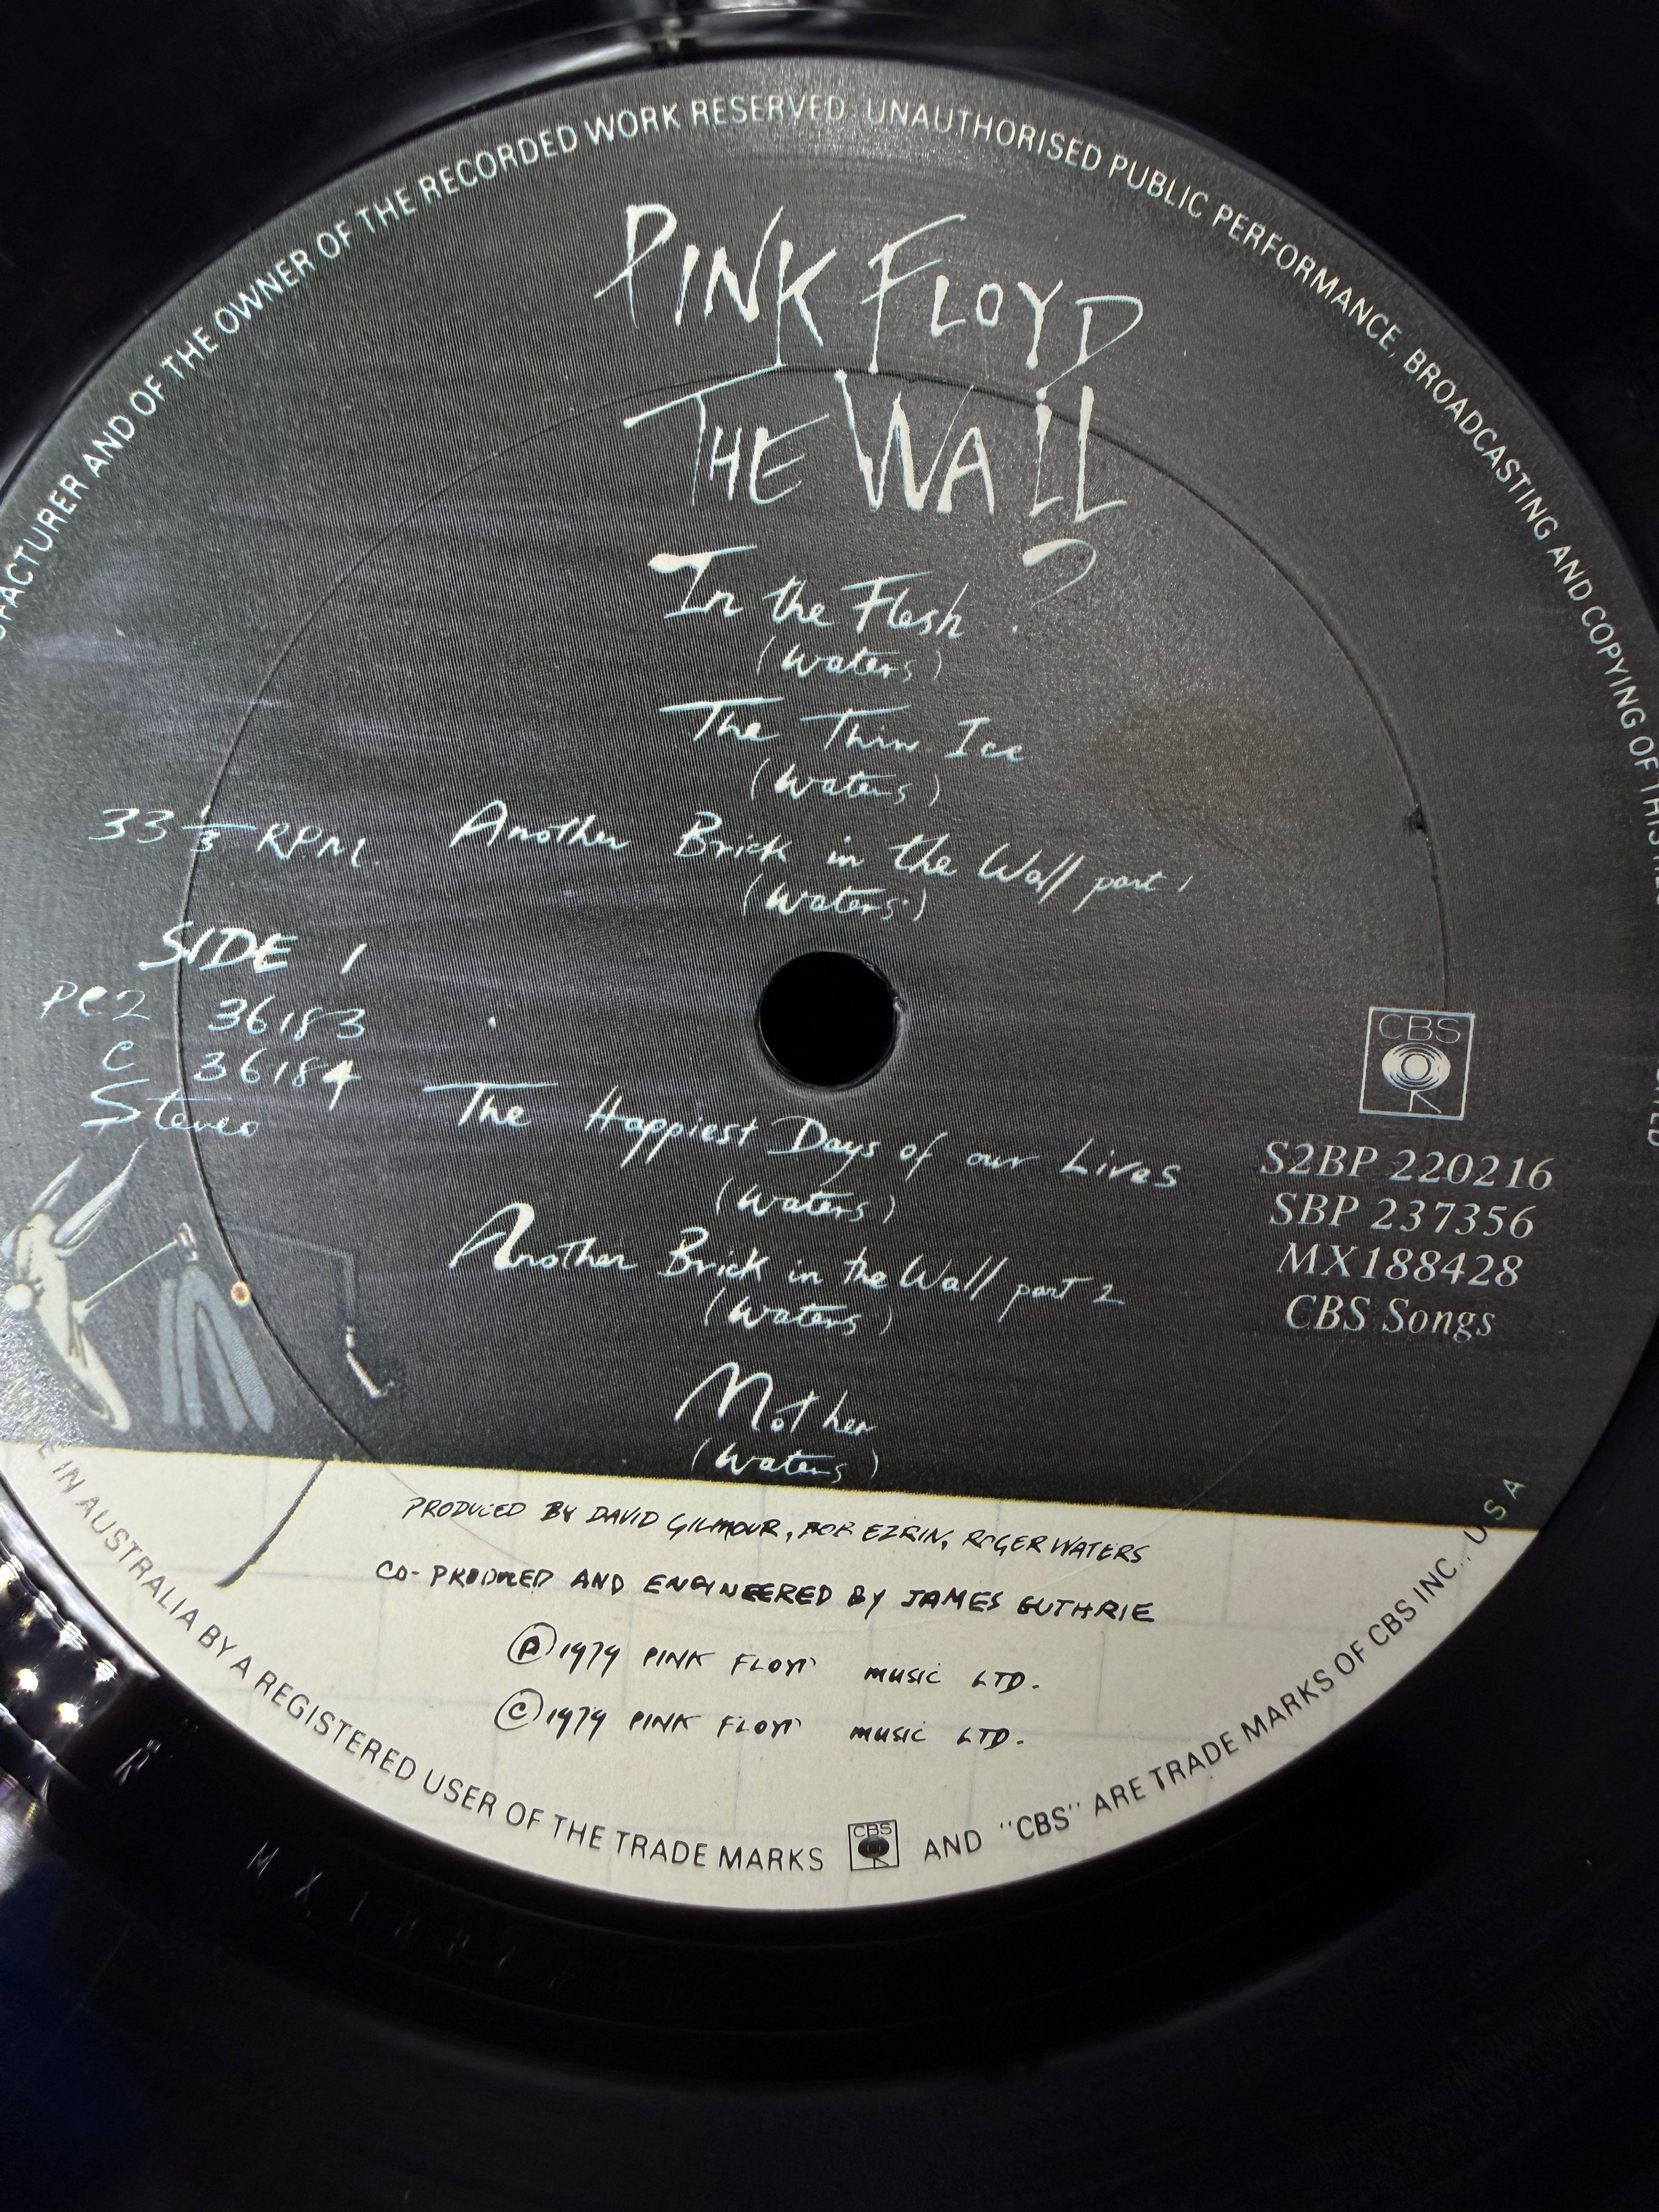 UFACTURER AND OF THE OWNER OF THE RECORDED WORK RESERVED. UNAUTHORISED PUBLIC PERFORMANCE, BROADCASTING AND COPYING OF THIS
PINK FLOYD
THE WALL
In the Flesh ?
(Waters)
The Thin Ice
(Waters)
33 1/3 RPM.
Another Brick in the Wall part 1
(Waters)
SIDE 1
PC2 36183
C 36184
Stereo
CBS
The Happiest Days of our Lives
(Waters)
S2BP 220216
SBP 237356
MX188428
CBS Songs
Another Brick in the Wall part 2
(Waters)
Mother
(Waters)
PRODUCED BY DAVID GILMOUR, BOB EZRIN, ROGER WATERS
CO-PRODUCED AND ENGINEERED BY JAMES GUTHRIE
Ⓟ 1979 PINK FLOYD MUSIC LTD.
© 1979 PINK FLOYD MUSIC LTD.
MADE IN AUSTRALIA BY A REGISTERED USER OF THE TRADE MARKS CBS AND "CBS" ARE TRADE MARKS OF CBS INC., USA